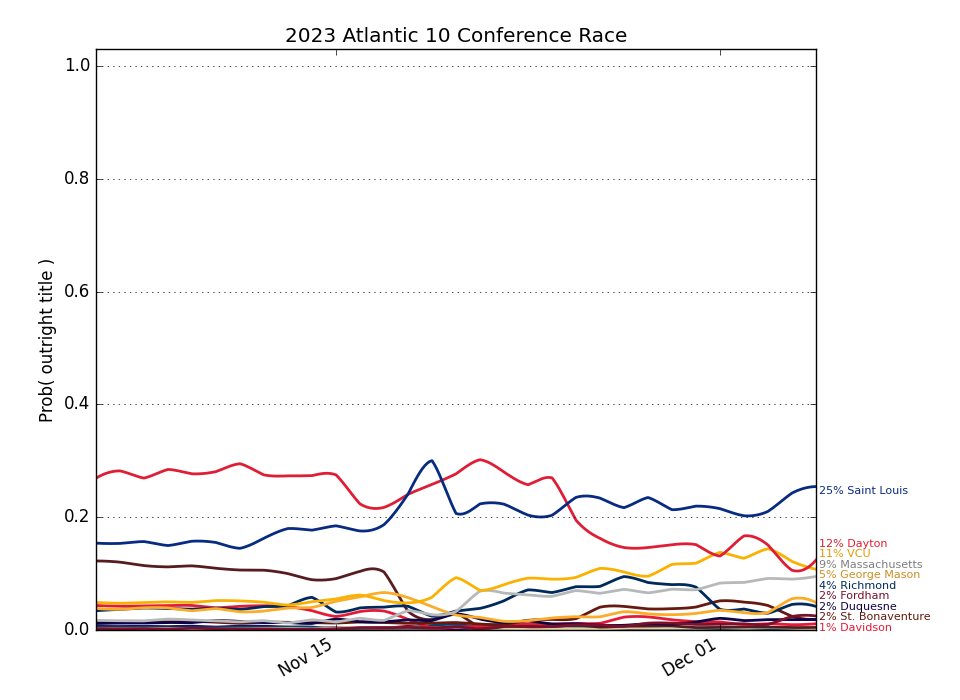 2023 Atlantic 10 Conference Race
Prob( outright title )
1.0
0.8
0.6
0.4
0.2
0.0
Nov 15
Dec 01
25% Saint Louis
12% Dayton
11% VCU
9% Massachusetts
5% George Mason
4% Richmond
2% Fordham
2% Duquesne
2% St. Bonaventure
1% Davidson